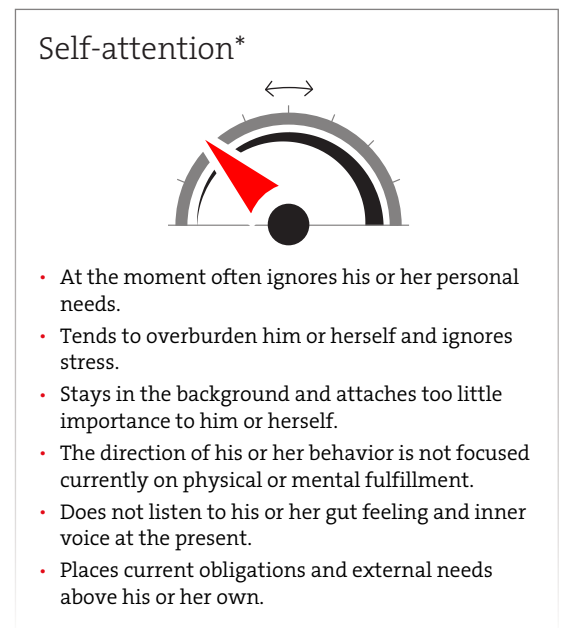 Self-attention*
• At the moment often ignores his or her personal
needs.
• Tends to overburden him or herself and ignores
stress.
• Stays in the background and attaches too little
importance to him or herself.
• The direction of his or her behavior is not focused
currently on physical or mental fulfillment.
• Does not listen to his or her gut feeling and inner
voice at the present.
• Places current obligations and external needs
above his or her own.